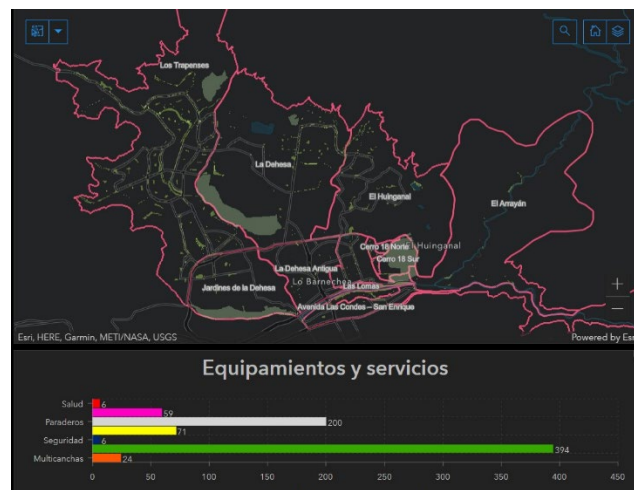 Los Trapenses
La Dehesa
El Huinganal
El Arrayán
Cerro 18 Norte
El Huinganal
Cerro 18 Sur
La Dehesa Antigua
Lo Barnechea
Las Lomas
Jardines de la Dehesa
Avenida Las Condes – San Enrique
Esri, HERE, Garmin, METI/NASA, USGS
Powered by Esri
Equipamientos y servicios
Salud 6
59
Paraderos 200
71
Seguridad 6
394
Multicanchas 24
0 50 100 150 200 250 300 350 400 450